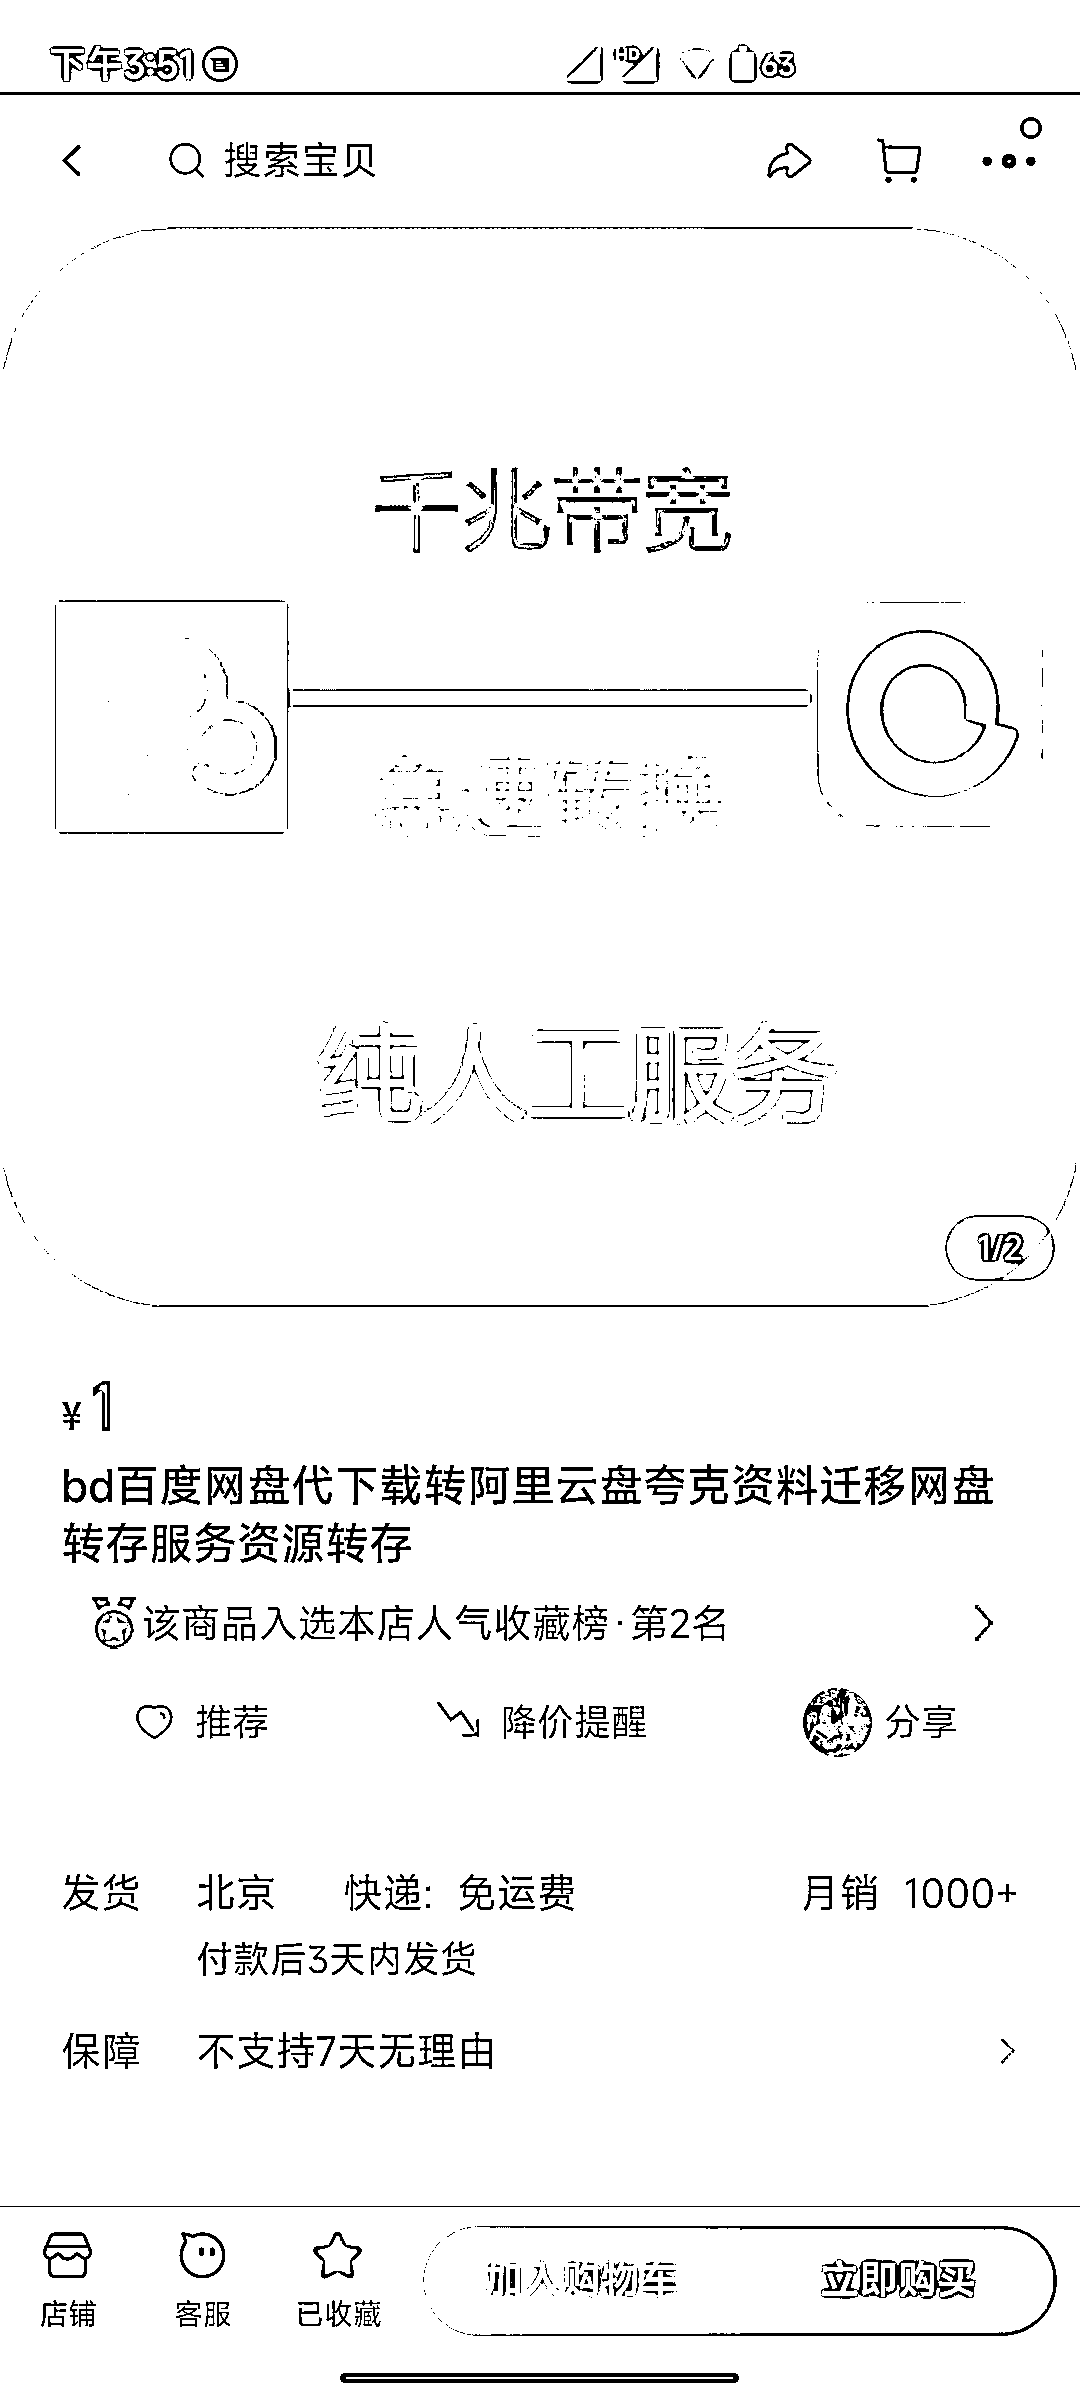 下午3:51
HD
63
搜索宝贝
千兆带宽
急速转换
纯人工服务
1/2
¥1
bd百度网盘代下载转阿里云盘夸克资料迁移网盘
转存服务资源转存
该商品入选本店人气收藏榜·第2名
推荐 降价提醒 分享
发货 北京 快递: 免运费 月销 1000+
付款后3天内发货
保障 不支持7天无理由
店铺 客服 已收藏 加入购物车 立即购买